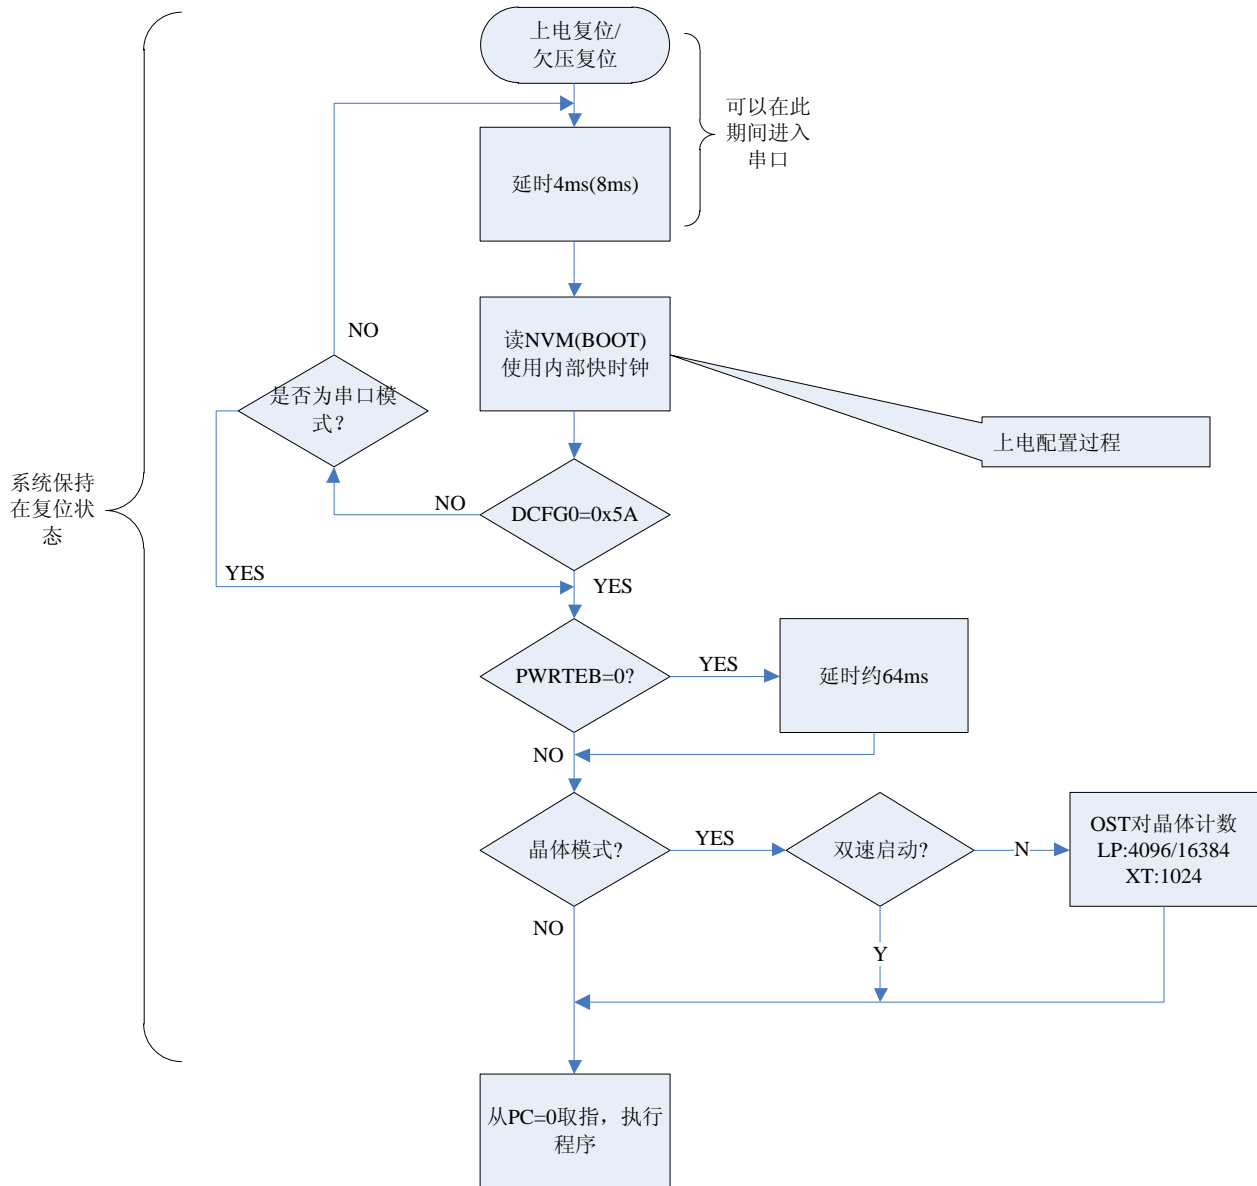 上电复位/
欠压复位
可以在此
期间进入
串口
延时4ms(8ms)
读NVM(BOOT)
使用内部快时钟
NO
是否为串口模
式?
上电配置过程
系统保持
在复位状
态
NO
DCFG0=0x5A
YES
YES
PWRTEB=0?
YES
延时约64ms
NO
晶体模式?
YES
双速启动?
N
OST对晶体计数
LP:4096/16384
XT:1024
NO
Y
从PC=0取指，执行
程序